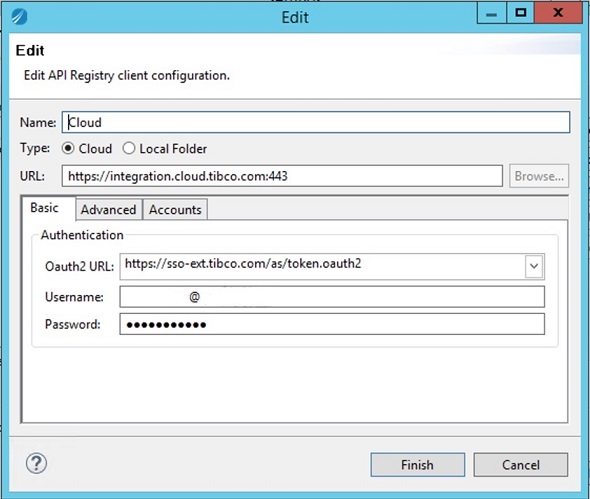 Edit
Edit
Edit API Registry client configuration.
Name: Cloud
Type: Cloud Local Folder
URL: https://integration.cloud.tibco.com:443 Browse...
Basic Advanced Accounts
Authentication
Oauth2 URL: https://sso-ext.tibco.com/as/token.oauth2
Username: @
Password: ●●●●●●●●●●●
? Finish Cancel